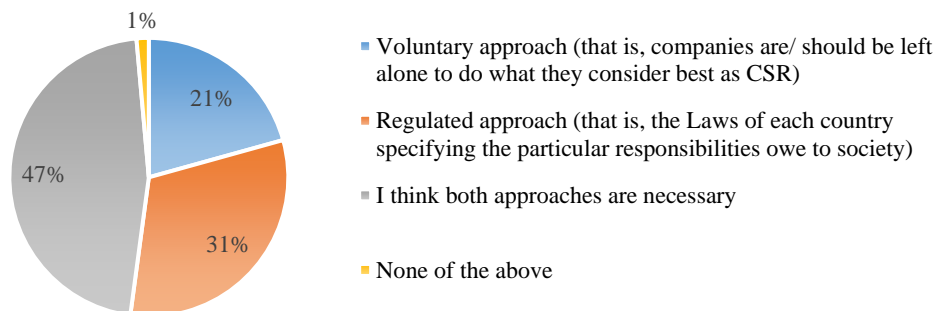 1%
Voluntary approach (that is, companies are/ should be left
alone to do what they consider best as CSR)
21%
Regulated approach (that is, the Laws of each country
specifying the particular responsibilities owe to society)
47%
I think both approaches are necessary
31%
None of the above